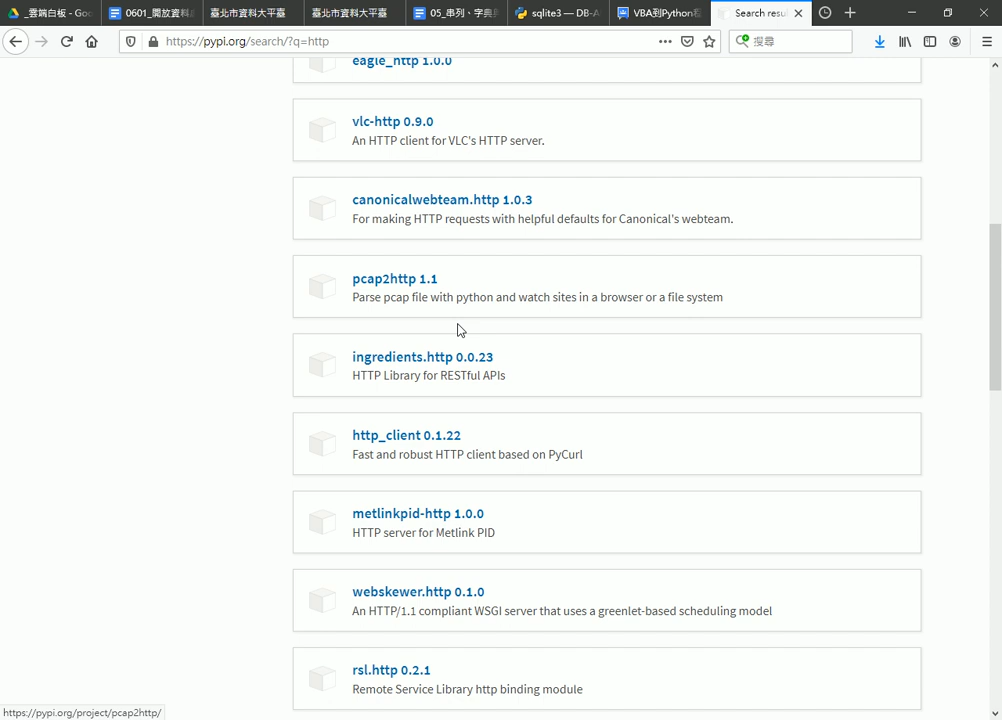 _雲端白板 - Goo
0601_開放資料
臺北市資料大平臺
臺北市資料大平臺
05_串列、字典與
sqlite3 — DB-A
VBA到Python程
Search resul
https://pypi.org/search/?q=http
搜尋
eagle_http 1.0.0
vlc-http 0.9.0
An HTTP client for VLC's HTTP server.
canonicalwebteam.http 1.0.3
For making HTTP requests with helpful defaults for Canonical's webteam.
pcap2http 1.1
Parse pcap file with python and watch sites in a browser or a file system
ingredients.http 0.0.23
HTTP Library for RESTful APIs
http_client 0.1.22
Fast and robust HTTP client based on PyCurl
metlinkpid-http 1.0.0
HTTP server for Metlink PID
webskewer.http 0.1.0
An HTTP/1.1 compliant WSGI server that uses a greenlet-based scheduling model
rsl.http 0.2.1
Remote Service Library http binding module
https://pypi.org/project/pcap2http/